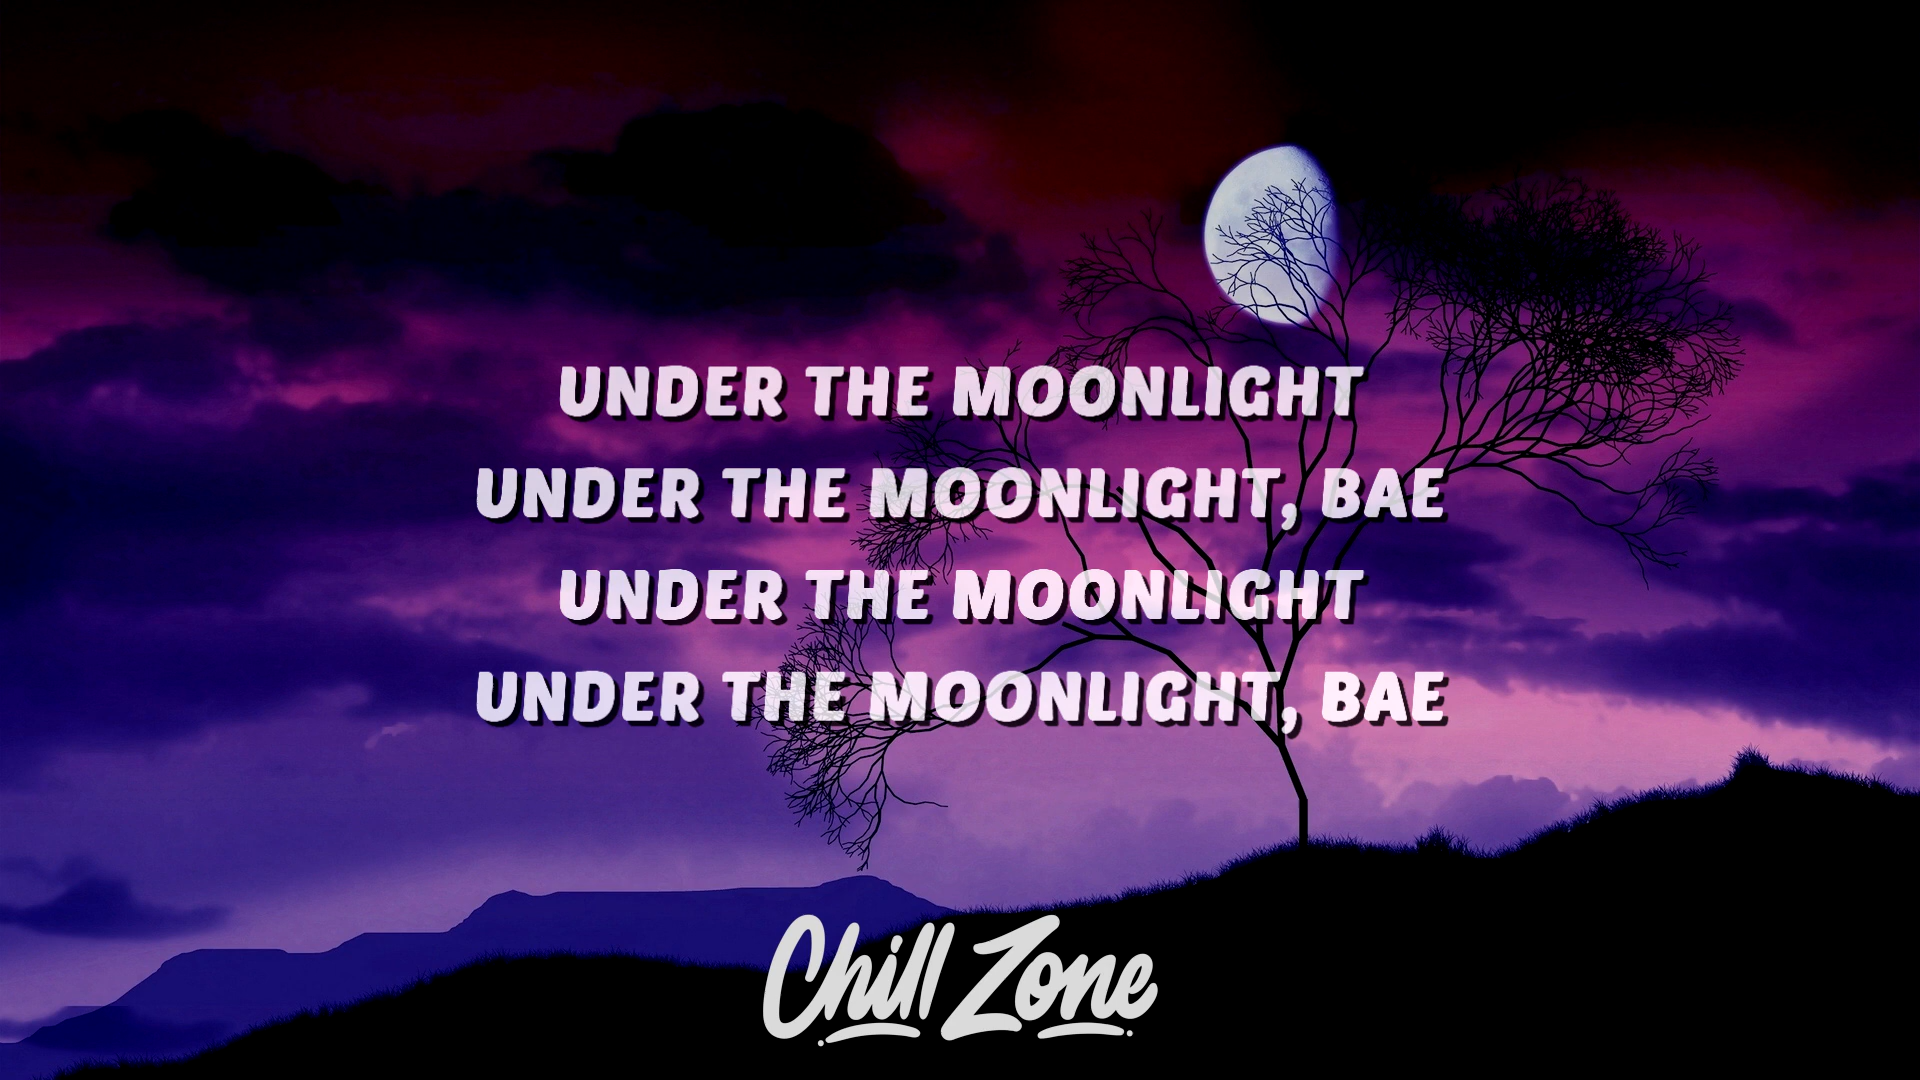 UNDER THE MOONLIGHT
UNDER THE MOONLIGHT, BAE
UNDER THE MOONLIGHT
UNDER THE MOONLIGHT, BAE
Chill Zone